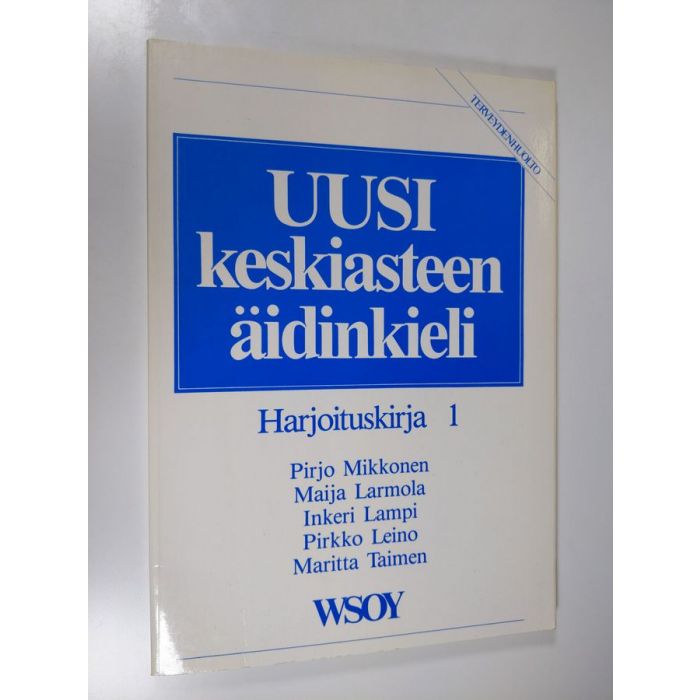 TERVEYDENHUOLTO
UUSI
keskiasteen
äidinkieli
Harjoituskirja 1
Pirjo Mikkonen
Maija Larmola
Inkeri Lampi
Pirkko Leino
Maritta Taimen
WSOY